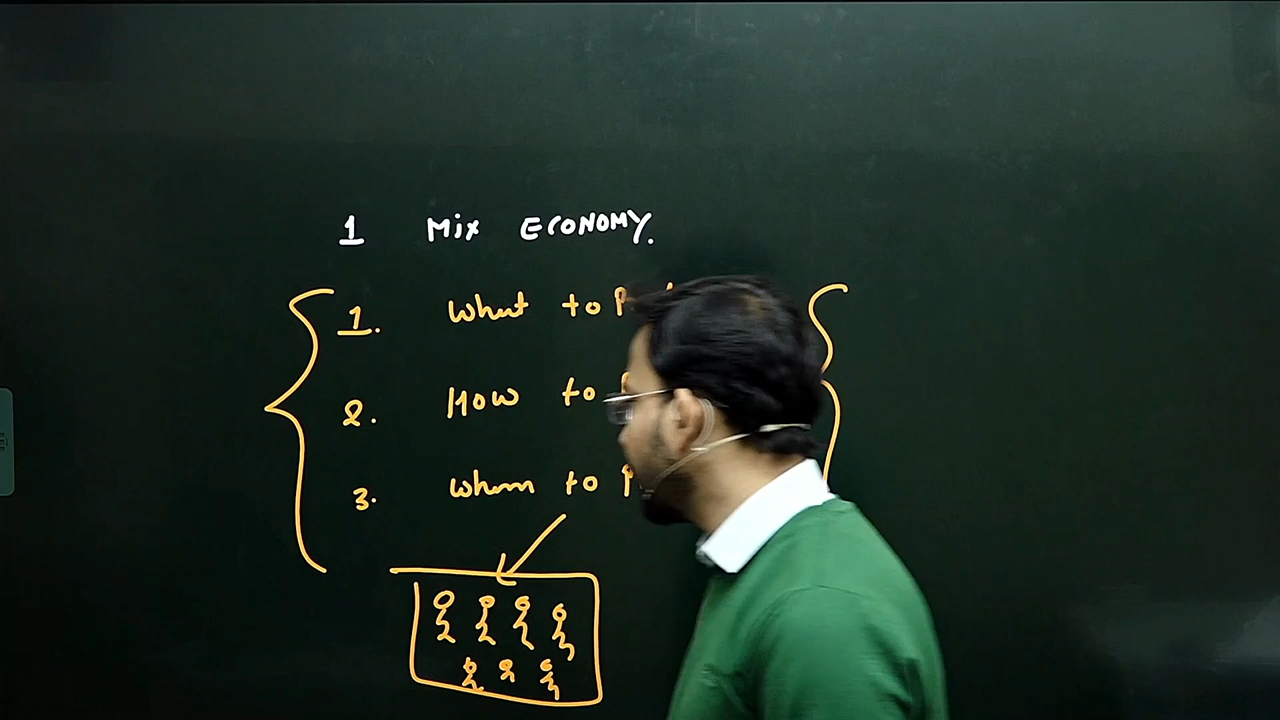 1 Mix ECONOMY.
1. What to
2. How to
3. Whom to